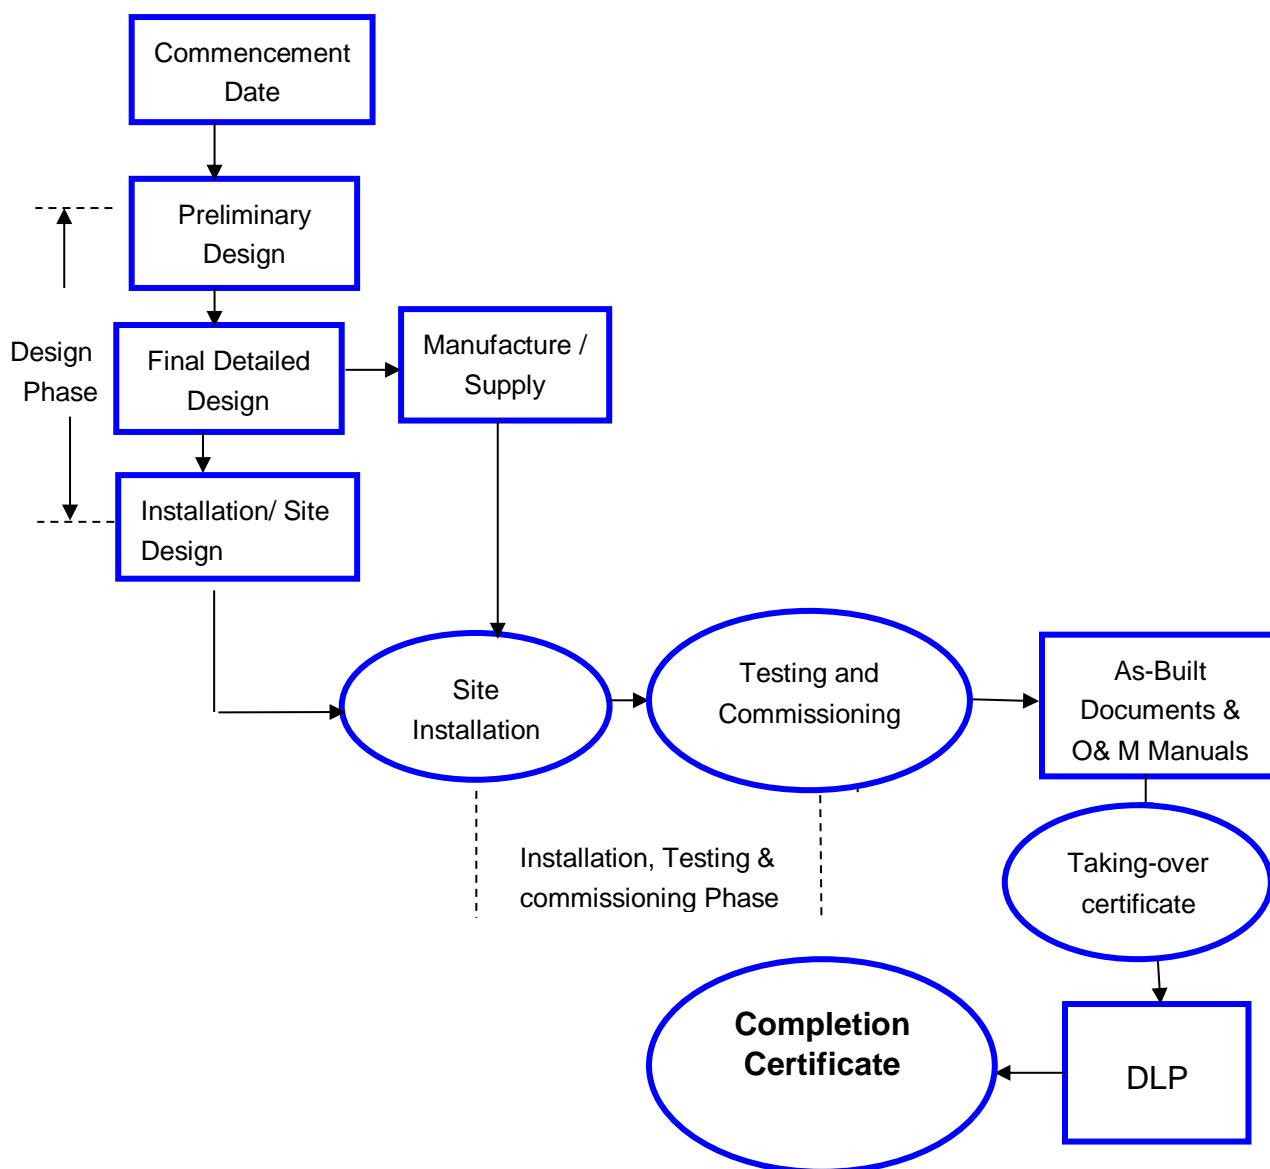 Commencement
Date
Preliminary
Design
Design
Phase
Final Detailed
Design
Manufacture /
Supply
Installation/ Site
Design
Site
Installation
Testing and
Commissioning
As-Built
Documents &
O& M Manuals
Installation, Testing &
commissioning Phase
Taking-over
certificate
Completion
Certificate
DLP